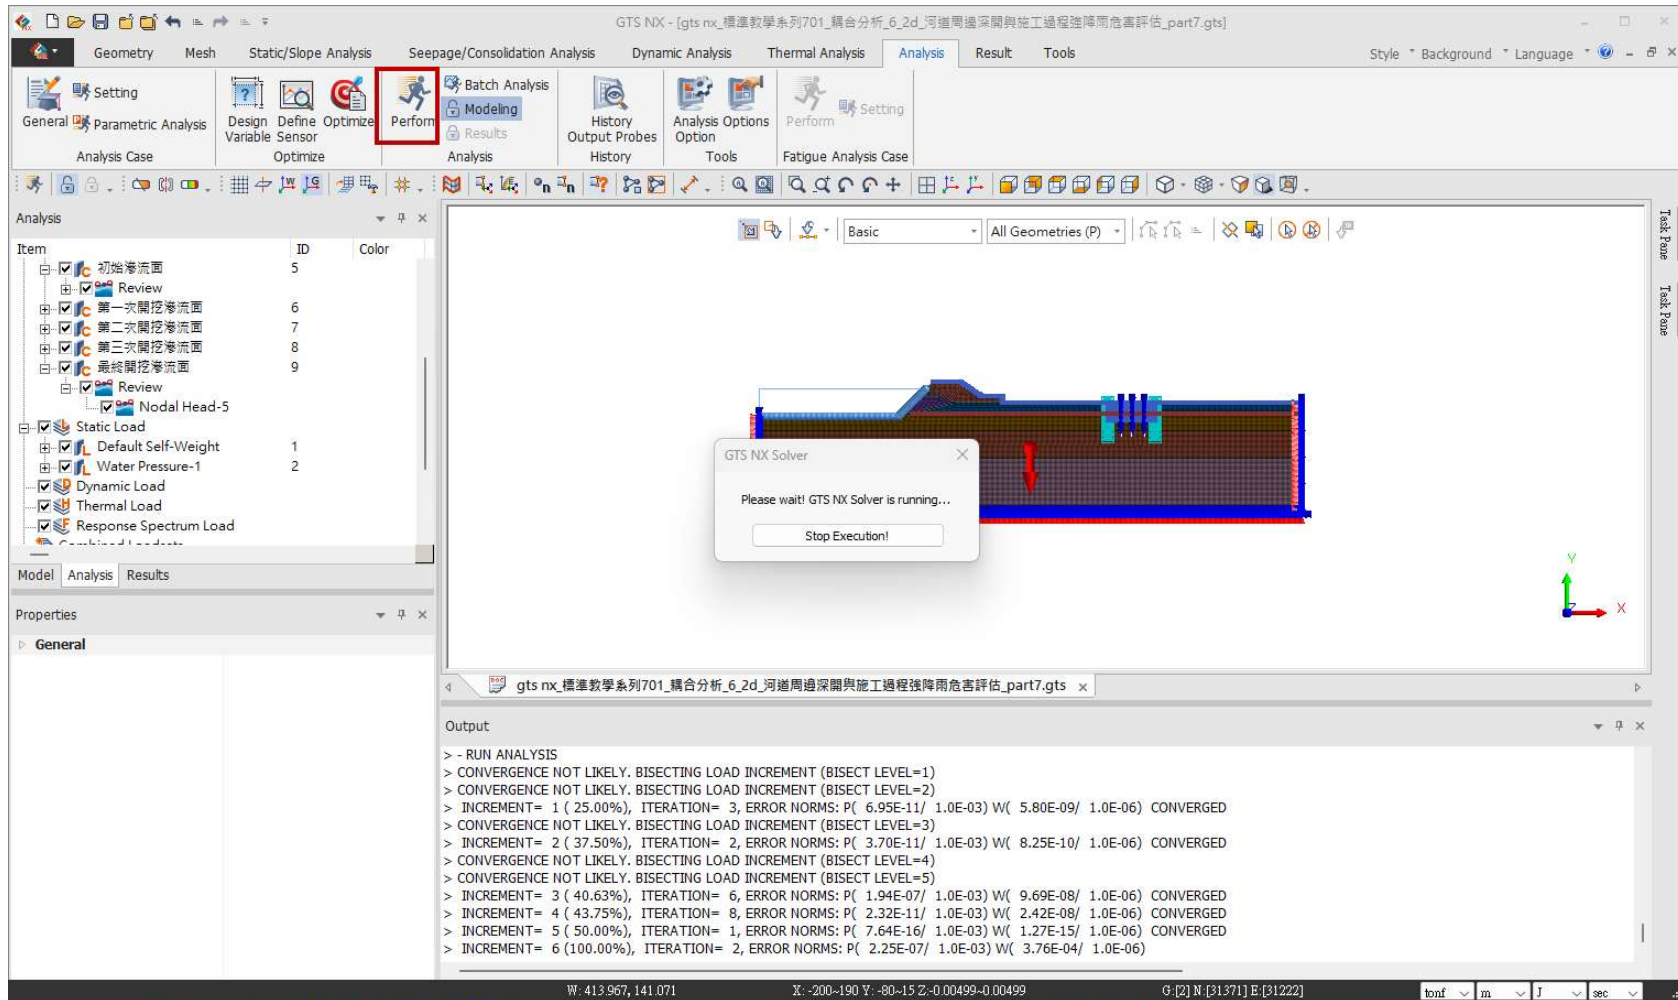 GTS NX - [gts nx_標準教學系列701_耦合分析_6_2d_河道周邊深開與施工過程強降雨危害評估_part7.gts]
Geometry Mesh Static/Slope Analysis Seepage/Consolidation Analysis Dynamic Analysis Thermal Analysis Analysis Result Tools Style Background Language
General
Setting
Parametric Analysis
Analysis Case
Design Variable
Define Sensor
Optimize
Optimize
Perform
Batch Analysis
Modeling
Results
Analysis
History Output Probes
History
Analysis Option
Options
Tools
Perform
Setting
Fatigue Analysis Case
Analysis
Item ID Color
初始滲流面 5
Review
第一次開挖滲流面 6
第二次開挖滲流面 7
第三次開挖滲流面 8
最終開挖滲流面 9
Review
Nodal Head-5
Static Load
Default Self-Weight 1
Water Pressure-1 2
Dynamic Load
Thermal Load
Response Spectrum Load
Combined Loadsets
Model Analysis Results
Properties
General
Basic
All Geometries (P)
GTS NX Solver
Please wait! GTS NX Solver is running...
Stop Execution!
Y
Z
X
Task Pane
Task Pane
gts nx_標準教學系列701_耦合分析_6_2d_河道周邊深開與施工過程強降雨危害評估_part7.gts
Output
> - RUN ANALYSIS
> CONVERGENCE NOT LIKELY. BISECTING LOAD INCREMENT (BISECT LEVEL=1)
> CONVERGENCE NOT LIKELY. BISECTING LOAD INCREMENT (BISECT LEVEL=2)
> INCREMENT= 1 ( 25.00%), ITERATION= 3, ERROR NORMS: P( 6.95E-11/ 1.0E-03) W( 5.80E-09/ 1.0E-06) CONVERGED
> CONVERGENCE NOT LIKELY. BISECTING LOAD INCREMENT (BISECT LEVEL=3)
> INCREMENT= 2 ( 37.50%), ITERATION= 2, ERROR NORMS: P( 3.70E-11/ 1.0E-03) W( 8.25E-10/ 1.0E-06) CONVERGED
> CONVERGENCE NOT LIKELY. BISECTING LOAD INCREMENT (BISECT LEVEL=4)
> CONVERGENCE NOT LIKELY. BISECTING LOAD INCREMENT (BISECT LEVEL=5)
> INCREMENT= 3 ( 40.63%), ITERATION= 6, ERROR NORMS: P( 1.94E-07/ 1.0E-03) W( 9.69E-08/ 1.0E-06) CONVERGED
> INCREMENT= 4 ( 43.75%), ITERATION= 8, ERROR NORMS: P( 2.32E-11/ 1.0E-03) W( 2.42E-08/ 1.0E-06) CONVERGED
> INCREMENT= 5 ( 50.00%), ITERATION= 1, ERROR NORMS: P( 7.64E-16/ 1.0E-03) W( 1.27E-15/ 1.0E-06) CONVERGED
> INCREMENT= 6 (100.00%), ITERATION= 2, ERROR NORMS: P( 2.25E-07/ 1.0E-03) W( 3.76E-04/ 1.0E-06)
W: 413.967, 141.071 X: -200~190 Y: -80~15 Z:-0.00499~0.00499 G:[2] N:[31371] E:[31222] tonf m J sec